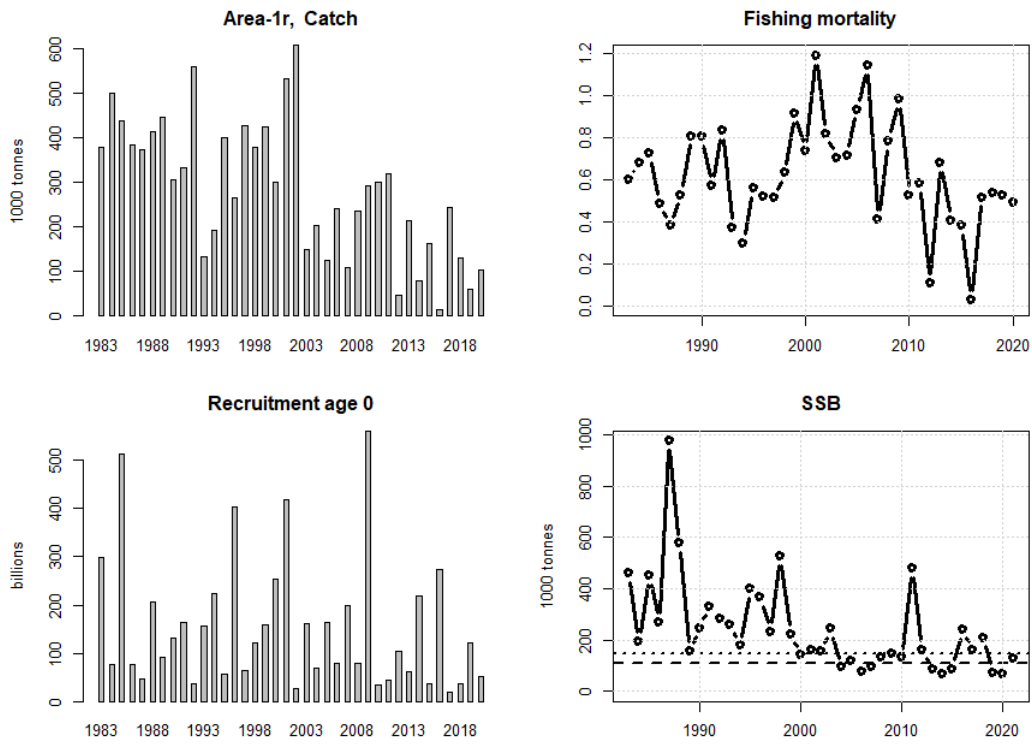 Area-1r, Catch
1000 tonnes
600
500
400
300
200
100
0
1983 1988 1993 1998 2003 2008 2013 2018
Fishing mortality
1.2
1.0
0.8
0.6
0.4
0.2
0.0
1990 2000 2010 2020
Recruitment age 0
billions
500
400
300
200
100
0
1983 1988 1993 1998 2003 2008 2013 2018
SSB
1000 tonnes
1000
800
600
400
200
0
1990 2000 2010 2020